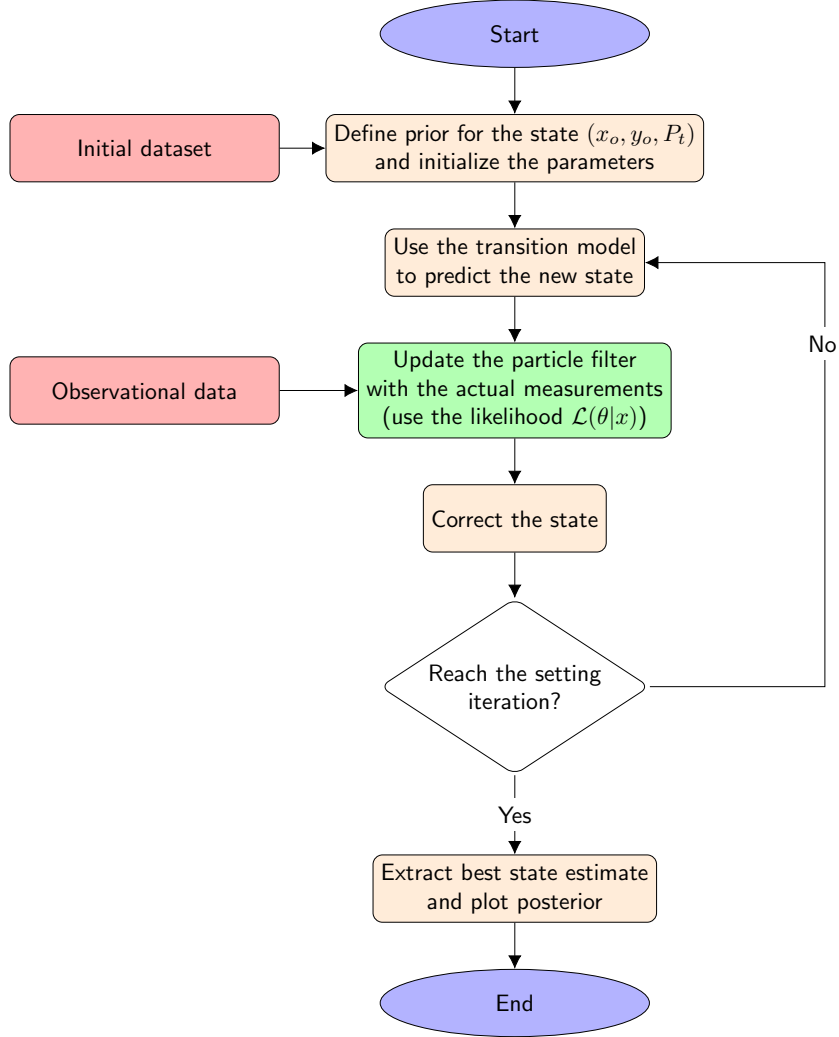 Start
Initial dataset
Define prior for the state $(x_o, y_o, P_t)$
and initialize the parameters
Use the transition model
to predict the new state
No
Observational data
Update the particle filter
with the actual measurements
(use the likelihood $\mathcal{L}(\theta|x)$)
Correct the state
Reach the setting
iteration?
Yes
Extract best state estimate
and plot posterior
End